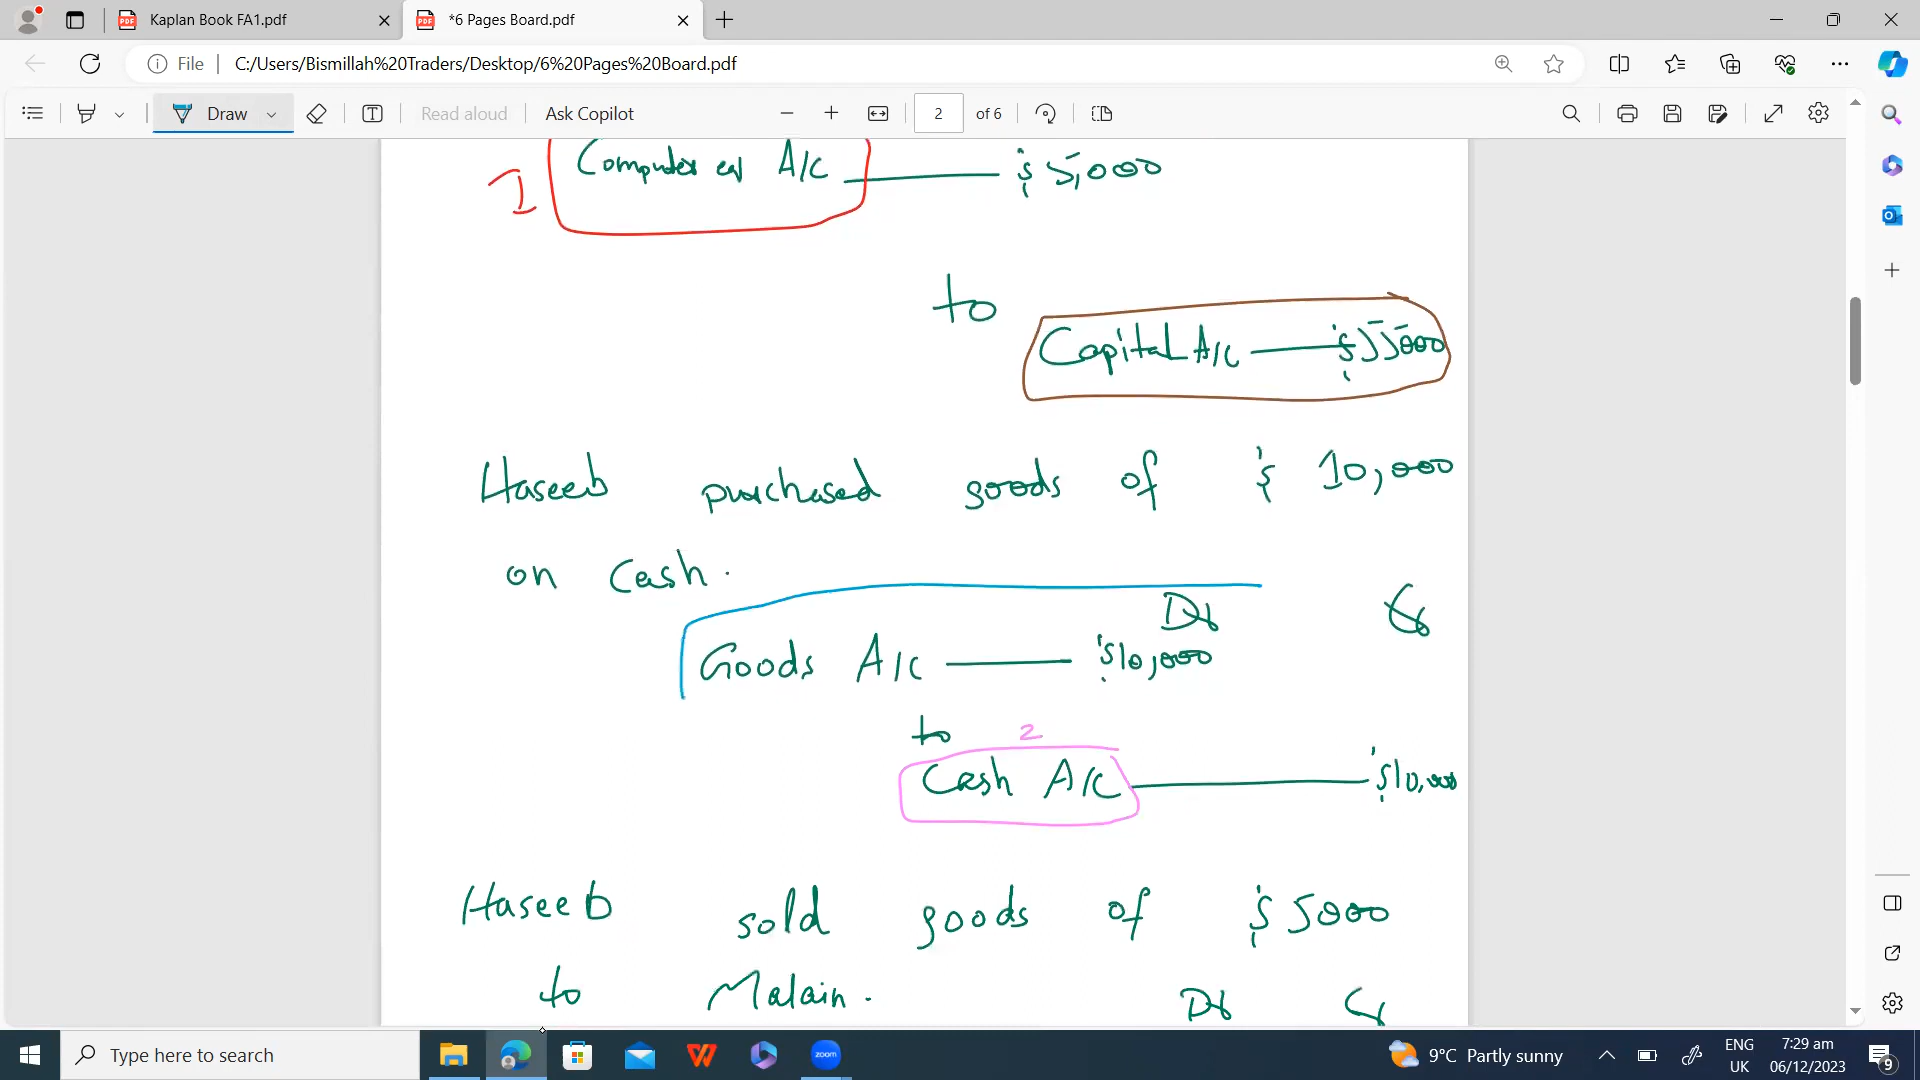 Kaplan Book FA1.pdf
*6 Pages Board.pdf
File
C:/Users/Bismillah%20Traders/Desktop/6%20Pages%20Board.pdf
Draw
Read aloud
Ask Copilot
2
of 6
1 Computer A/C $ 5,000
to
Capital A/C $55000
Haseeb purchased goods of $ 10,000
on Cash.
Dr Cr
Goods A/C $10,000
to 2
Cash A/C $10,000
Haseeb sold goods of $ 5000
to
Dr Cr
Type here to search
zoom
9°C Partly sunny
ENG
UK
7:29 am
06/12/2023
9